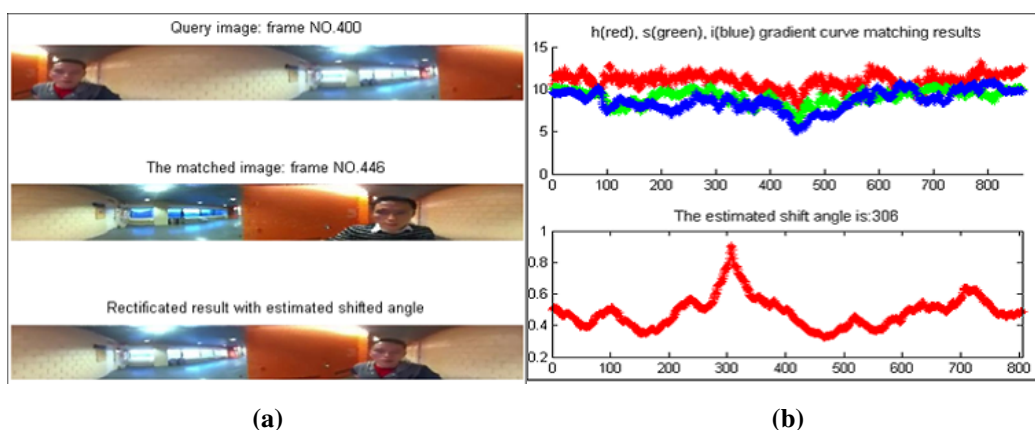 Query image: frame NO.400
The matched image: frame NO.446
Rectificated result with estimated shifted angle
(a)
h(red), s(green), i(blue) gradient curve matching results
15
10
5
0
0 100 200 300 400 500 600 700 800
The estimated shift angle is:306
1
0.8
0.6
0.4
0.2
0 100 200 300 400 500 600 700 800
(b)